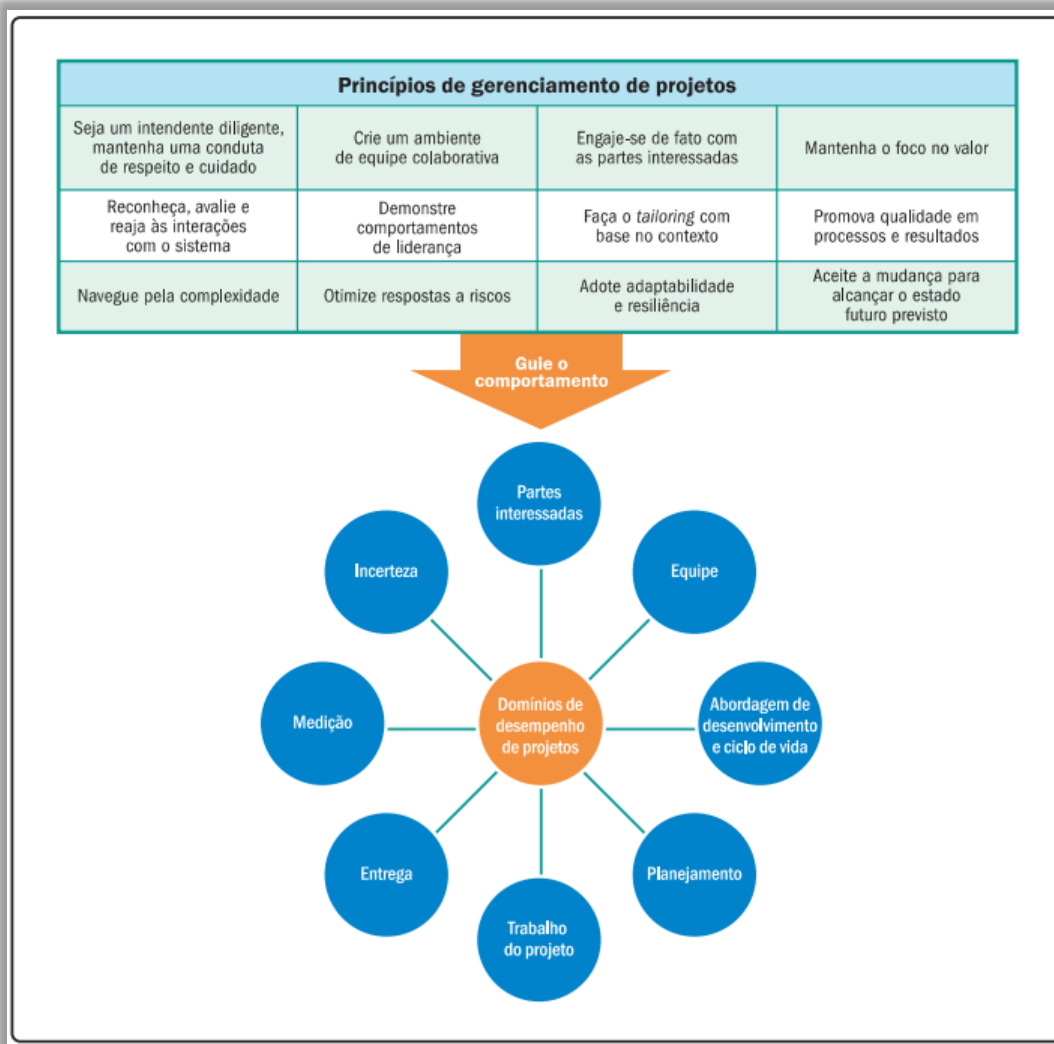 Princípios de gerenciamento de projetos
Seja um intendente diligente,
mantenha uma conduta
de respeito e cuidado
Crie um ambiente
de equipe colaborativa
Engaje-se de fato com
as partes interessadas
Mantenha o foco no valor
Reconheça, avalie e
reaja às interações
com o sistema
Demonstre
comportamentos
de liderança
Faça o tailoring com
base no contexto
Promova qualidade em
processos e resultados
Navegue pela complexidade
Otimize respostas a riscos
Adote adaptabilidade
e resiliência
Aceite a mudança para
alcançar o estado
futuro previsto
Guie o
comportamento
Partes
interessadas
Incerteza
Equipe
Medição
Domínios de
desempenho
de projetos
Abordagem de
desenvolvimento
e ciclo de vida
Entrega
Planejamento
Trabalho
do projeto